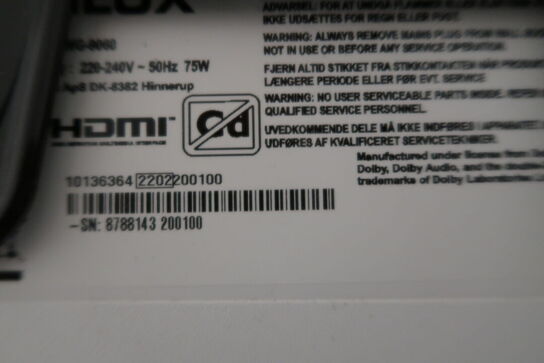 ADVARSEL: FOR AT UNDGÅ FLAMMER ELLER
IKKE UDSÆTTES FOR REGN ELLER FUGT.
WARNING: ALWAYS REMOVE MAINS PLUG FROM WALL
NOT IN USE OR BEFORE ANY SERVICE OPERATION.
220-240V ~ 50Hz 75W
FJERN ALTID STIKKET FRA STIKKONTAKTEN NÅR
LÆNGERE PERIODE ELLER FØR EVT. SERVICE
ApS DK-8382 Hinnerup
WARNING: NO USER SERVICEABLE PARTS INSIDE.
QUALIFIED SERVICE PERSONNEL.
HDMI
Cd
UVEDKOMMENDE DELE MÅ IKKE INDFØRES I APPARATET.
UDFØRES AF KVALIFICERET SERVICETEKNIKER.
Manufactured under license from
Dolby, Dolby Audio, and the
trademarks of Dolby Laboratories
10136364 2202200100
-SN: 8788143 200100